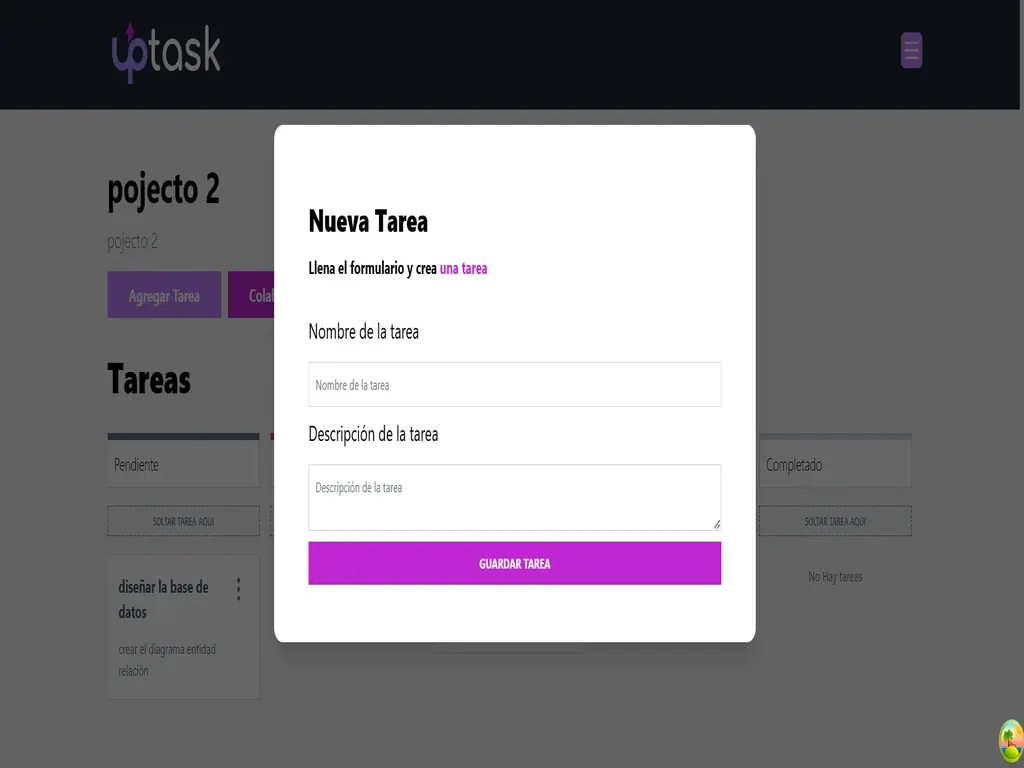 uptask
pojecto 2
pojecto 2
Agregar Tarea
Tareas
Pendiente
SOLTAR TAREA AQUI
diseñar la base de
datos
crear el diagrama entidad
relación
Nueva Tarea
Llena el formulario y crea una tarea
Nombre de la tarea
Nombre de la tarea
Descripción de la tarea
Descripción de la tarea
GUARDAR TAREA
Completado
SOLTAR TAREA AQUI
No Hay tareas